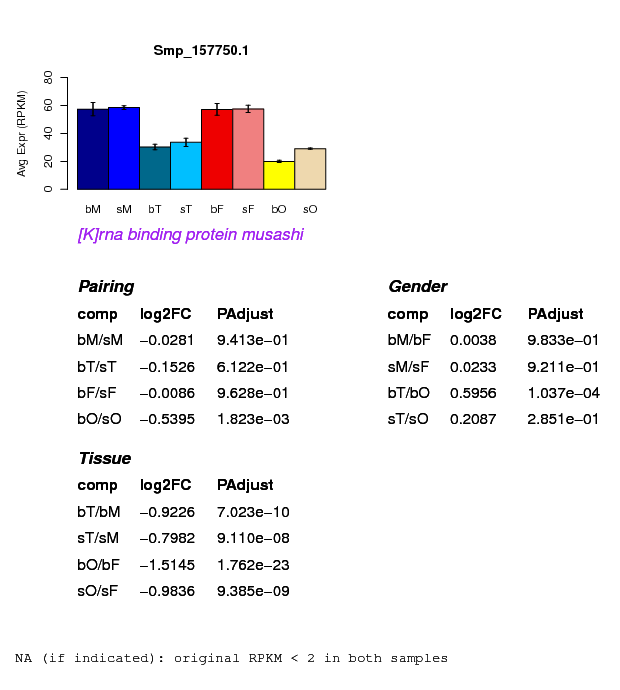 Smp_157750.1
Avg Expr (RPKM)
0 20 40 60 80
bM sM bT sT bF sF bO sO
[K]rna binding protein musashi
Pairing
comp log2FC PAdjust
bM/sM −0.0281 9.413e−01
bT/sT −0.1526 6.122e−01
bF/sF −0.0086 9.628e−01
bO/sO −0.5395 1.823e−03
Gender
comp log2FC PAdjust
bM/bF 0.0038 9.833e−01
sM/sF 0.0233 9.211e−01
bT/bO 0.5956 1.037e−04
sT/sO 0.2087 2.851e−01
Tissue
comp log2FC PAdjust
bT/bM −0.9226 7.023e−10
sT/sM −0.7982 9.110e−08
bO/bF −1.5145 1.762e−23
sO/sF −0.9836 9.385e−09
NA (if indicated): original RPKM < 2 in both samples